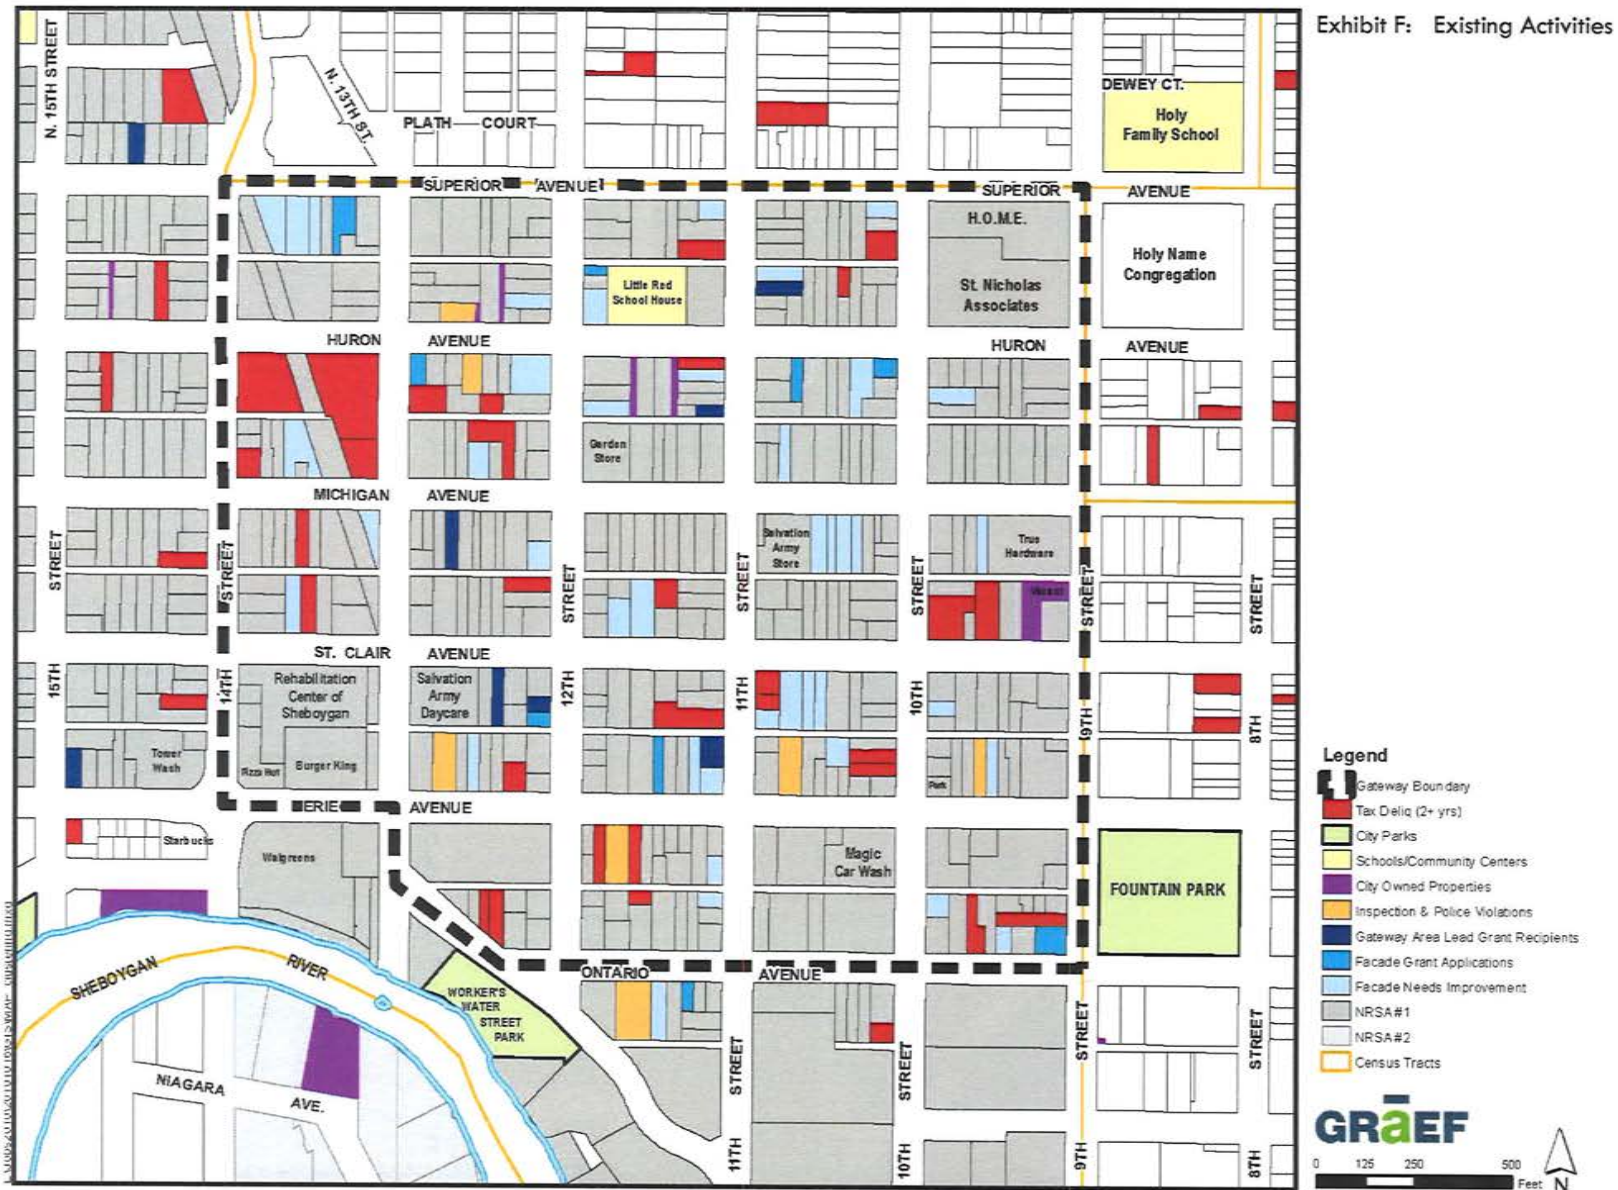 Exhibit F: Existing Activities
N. 15TH STREET
N. 13TH ST.
PLATH COURT
DEWEY CT.
Holy
Family School
SUPERIOR AVENUE
SUPERIOR AVENUE
H.O.M.E.
Holy Name
Congregation
Little Red
School House
St. Nicholas
Associates
HURON AVENUE
HURON AVENUE
Garden
Store
MICHIGAN AVENUE
Salvation
Army
Store
True
Hardware
STREET
STREET
STREET
STREET
STREET
STREET
STREET
Vacant
ST. CLAIR AVENUE
15TH
14TH
12TH
11TH
10TH
9TH
8TH
Rehabilitation
Center of
Sheboygan
Salvation
Army
Daycare
Tower
Wash
Pizza Hut
Burger King
Park
ERIE AVENUE
Starbucks
Walgreens
Magic
Car Wash
FOUNTAIN PARK
SHEBOYGAN RIVER
ONTARIO AVENUE
WORKER'S
WATER
STREET
PARK
NIAGARA AVE.
STREET
STREET
STREET
STREET
11TH
10TH
9TH
8TH
Legend
Gateway Boundary
Tax Deliq (2+ yrs)
City Parks
Schools/Community Centers
City Owned Properties
Inspection & Police Violations
Gateway Area Lead Grant Recipients
Facade Grant Applications
Facade Needs Improvement
NRSA#1
NRSA#2
Census Tracts
GRAEF
0 125 250 500
Feet
N